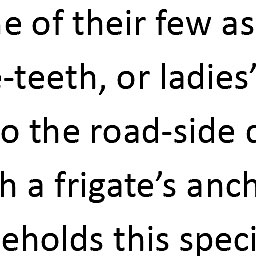 e of their few as
-teeth, or ladies’
o the road-side
h a frigate’s anch
eholds this speci